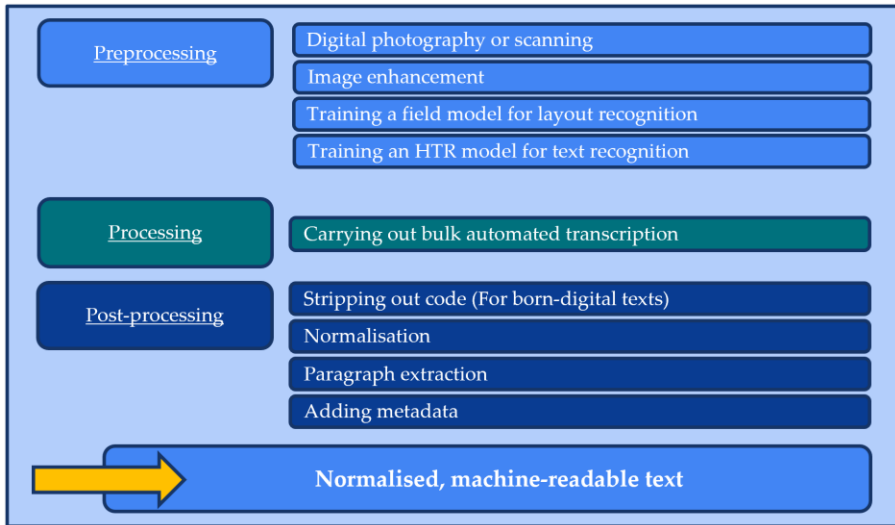 Preprocessing
Digital photography or scanning
Image enhancement
Training a field model for layout recognition
Training an HTR model for text recognition
Processing
Carrying out bulk automated transcription
Post-processing
Stripping out code (For born-digital texts)
Normalisation
Paragraph extraction
Adding metadata
Normalised, machine-readable text